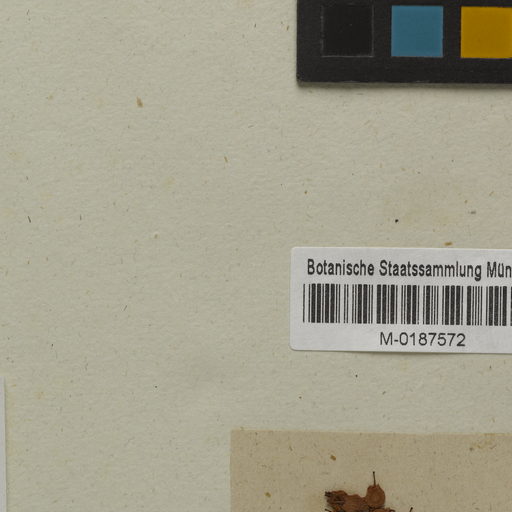 Botanische Staatssammlung Mün
M-0187572